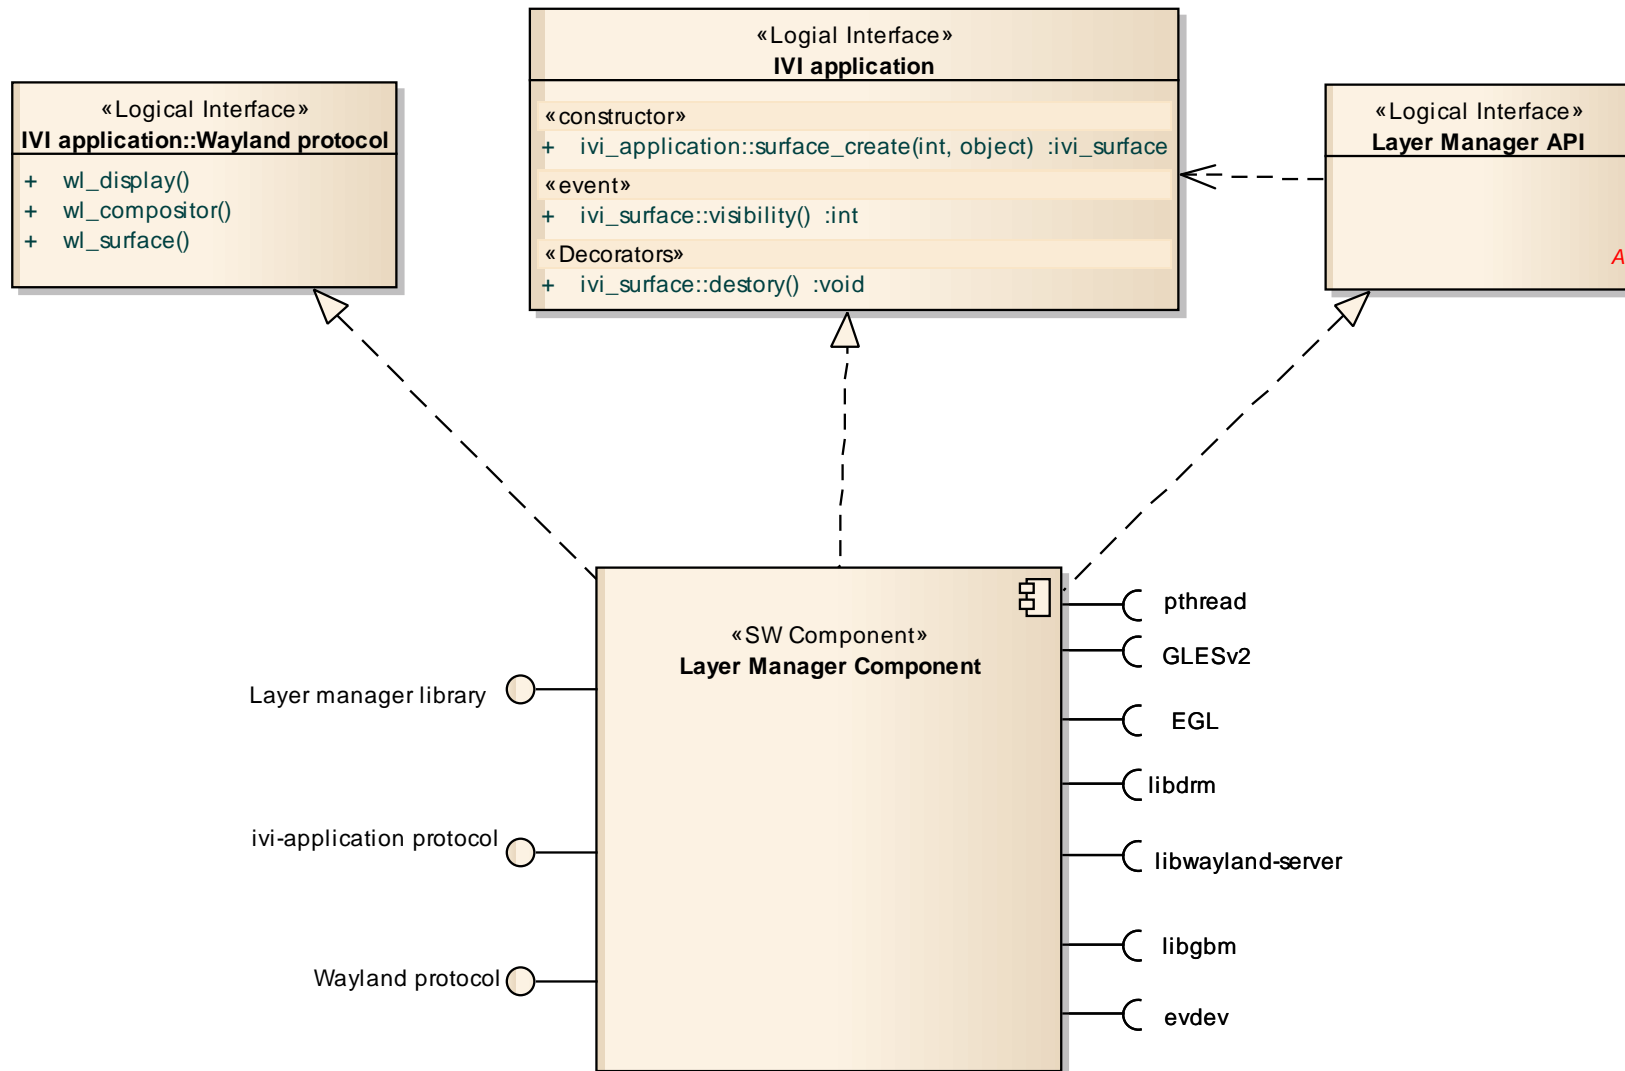 «Logical Interface»
IVI application::Wayland protocol
+ wl_display()
+ wl_compositor()
+ wl_surface()
«Logial Interface»
IVI application
«constructor»
+ ivi_application::surface_create(int, object) :ivi_surface
«event»
+ ivi_surface::visibility() :int
«Decorators»
+ ivi_surface::destory() :void
«Logical Interface»
Layer Manager API
A
«SW Component»
Layer Manager Component
Layer manager library
ivi-application protocol
Wayland protocol
pthread
GLESv2
EGL
libdrm
libwayland-server
libgbm
evdev